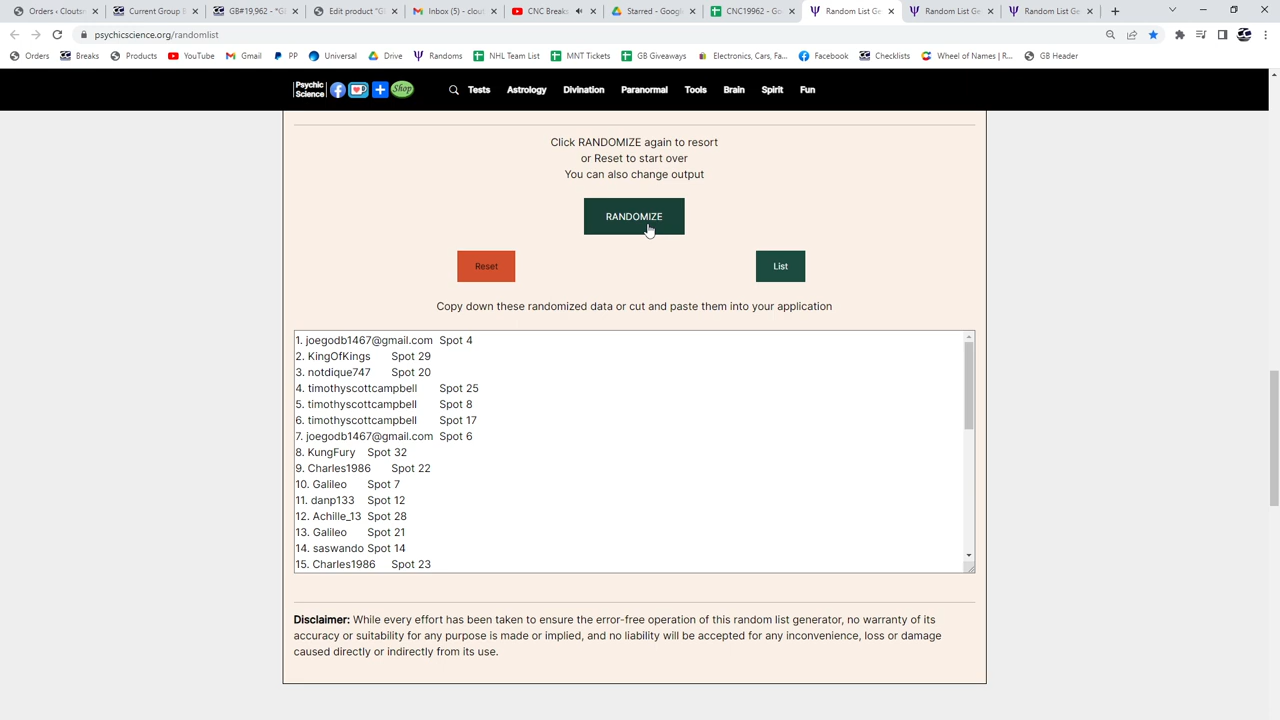 Orders ‹ Clouts
Current Group
GB#19,962 - *G
Edit product "G
Inbox (5) - clout
CNC Breaks
Starred - Googl
CNC19962 - Go
Random List Ge
Random List Ge
Random List Ge
psychicscience.org/randomlist
Orders
Breaks
Products
YouTube
Gmail
PP
Universal
Drive
Randoms
NHL Team List
MNT Tickets
GB Giveaways
Electronics, Cars, Fa...
Facebook
Checklists
Wheel of Names | R...
GB Header
Psychic
Science
Shop
Tests
Astrology
Divination
Paranormal
Tools
Brain
Spirit
Fun
Click RANDOMIZE again to resort
or Reset to start over
You can also change output
RANDOMIZE
Reset
List
Copy down these randomized data or cut and paste them into your application
1. joegodb1467@gmail.com Spot 4
2. KingOfKings Spot 29
3. notdique747 Spot 20
4. timothyscottcampbell Spot 25
5. timothyscottcampbell Spot 8
6. timothyscottcampbell Spot 17
7. joegodb1467@gmail.com Spot 6
8. KungFury Spot 32
9. Charles1986 Spot 22
10. Galileo Spot 7
11. danp133 Spot 12
12. Achille_13 Spot 28
13. Galileo Spot 21
14. saswando Spot 14
15. Charles1986 Spot 23
Disclaimer: While every effort has been taken to ensure the error-free operation of this random list generator, no warranty of its
accuracy or suitability for any purpose is made or implied, and no liability will be accepted for any inconvenience, loss or damage
caused directly or indirectly from its use.